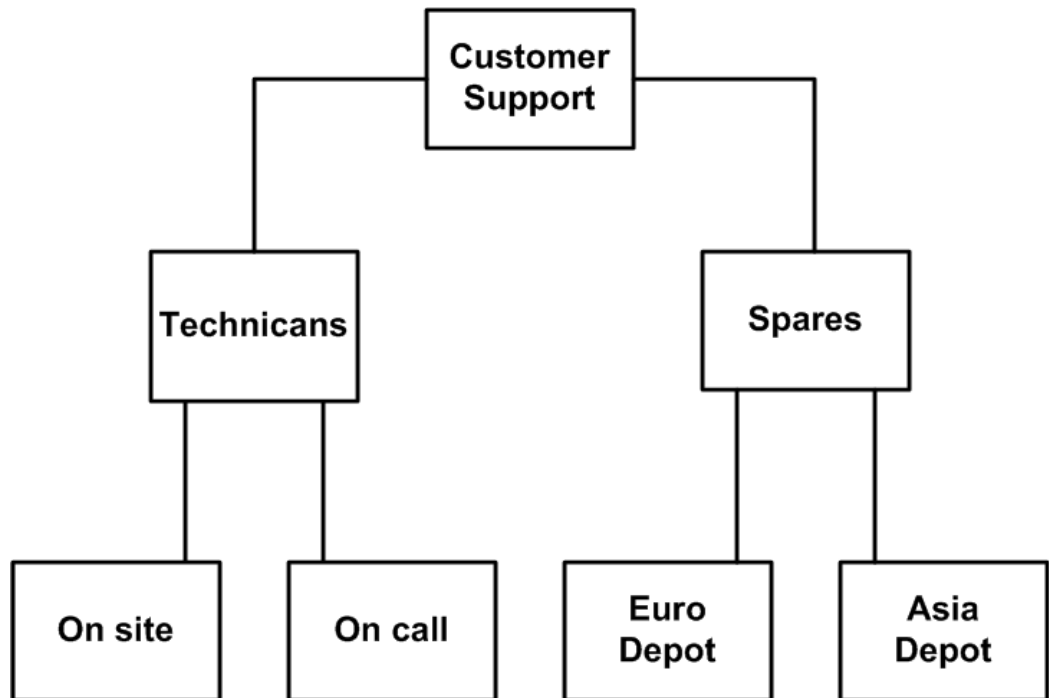 Customer
Support
Technicans
Spares
On site
On call
Euro
Depot
Asia
Depot